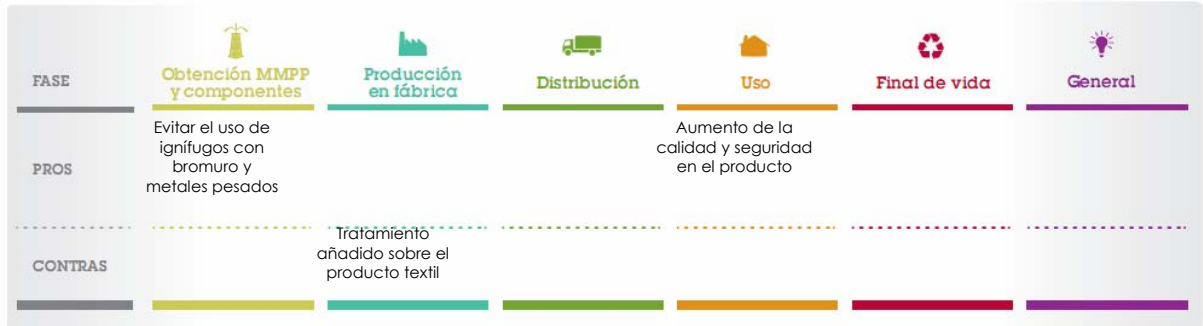 FASE
Obtención MMPP
y componentes
Producción
en fábrica
Distribución
Uso
Final de vida
General
PROS
Evitar el uso de
ignífugos con
bromuro y
metales pesados
Aumento de la
calidad y seguridad
en el producto
CONTRAS
Tratamiento
añadido sobre el
producto textil